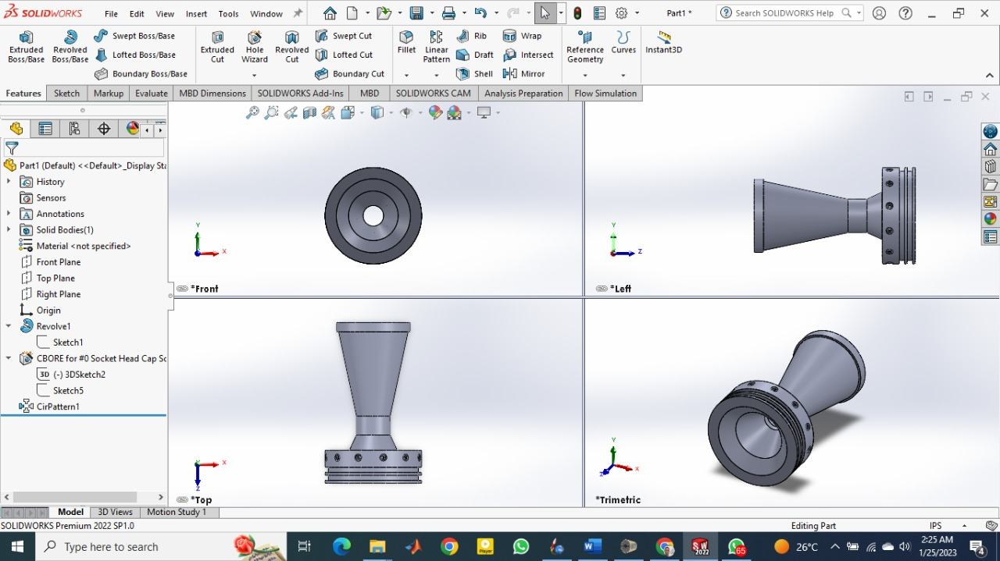 SOLIDWORKS File Edit View Insert Tools Window Part1 * Search SOLIDWORKS Help
Extruded Boss/Base
Revolved Boss/Base
Swept Boss/Base
Lofted Boss/Base
Boundary Boss/Base
Extruded Cut
Hole Wizard
Revolved Cut
Swept Cut
Lofted Cut
Boundary Cut
Fillet
Linear Pattern
Rib
Draft
Shell
Wrap
Intersect
Mirror
Reference Geometry
Curves
Instant3D
Features Sketch Markup Evaluate MBD Dimensions SOLIDWORKS Add-Ins MBD SOLIDWORKS CAM Analysis Preparation Flow Simulation
Part1 (Default) <<Default>_Display Sta
History
Sensors
Annotations
Solid Bodies(1)
Material <not specified>
Front Plane
Top Plane
Right Plane
Origin
Revolve1
Sketch1
CBORE for #0 Socket Head Cap Sc
3D (-) 3DSketch2
Sketch5
CirPattern1
Y
X
*Front
Y
Z
*Left
X
Z
*Top
Y
X
Z
*Trimetric
Model 3D Views Motion Study 1
SOLIDWORKS Premium 2022 SP1.0 Editing Part IPS
Type here to search
Player
SW 2022
65
26°C
2:25 AM
1/25/2023
4